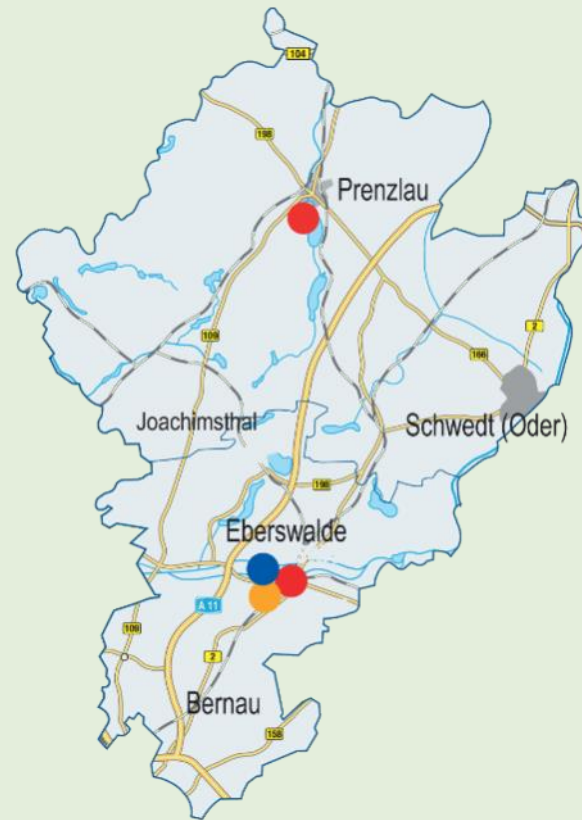 104
198
Prenzlau
109
2
166
Joachimsthal
Schwedt (Oder)
198
Eberswalde
A 11
109
2
Bernau
158